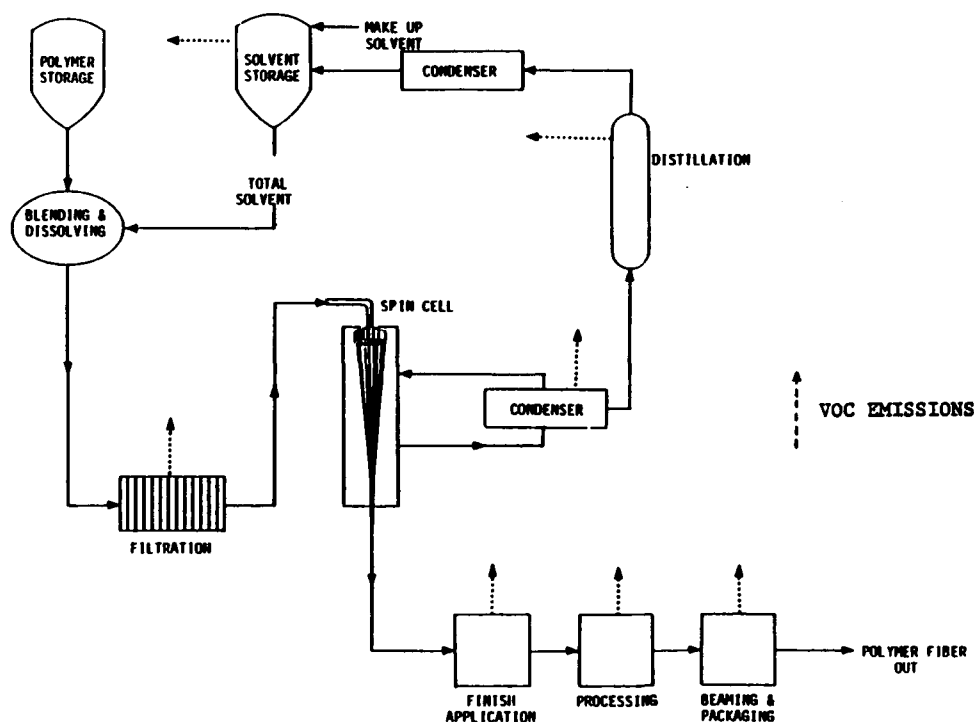 POLYMER
STORAGE
SOLVENT
STORAGE
MAKE UP
SOLVENT
CONDENSER
DISTILLATION
TOTAL
SOLVENT
BLENDING &
DISSOLVING
SPIN CELL
CONDENSER
VOC EMISSIONS
FILTRATION
FINISH
APPLICATION
PROCESSING
BEAMING &
PACKAGING
POLYMER FIBER
OUT